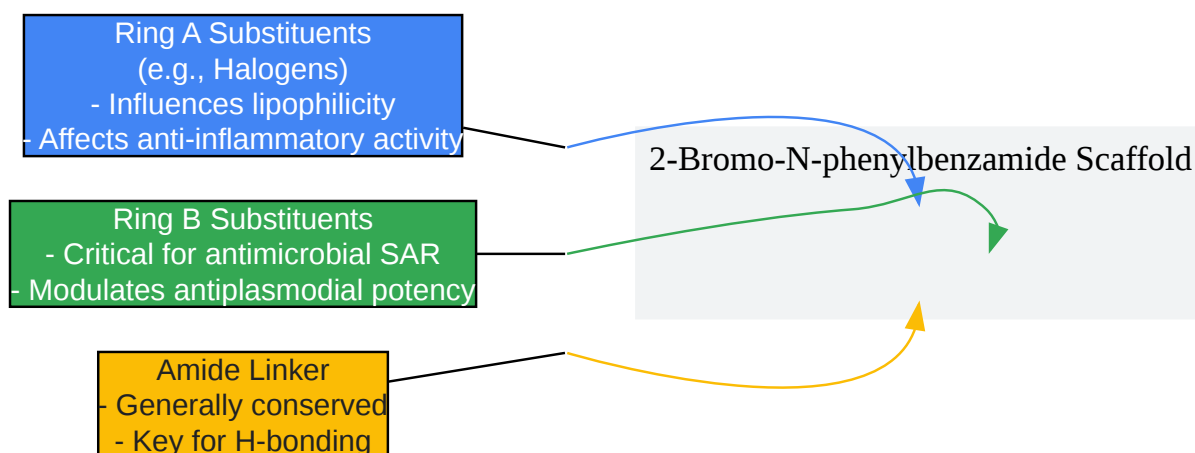 Ring A Substituents
(e.g., Halogens)
- Influences lipophilicity
- Affects anti-inflammatory activity
2-Bromo-N-phenylbenzamide Scaffold
Ring B Substituents
- Critical for antimicrobial SAR
- Modulates antiplasmodial potency
Amide Linker
- Generally conserved
- Key for H-bonding